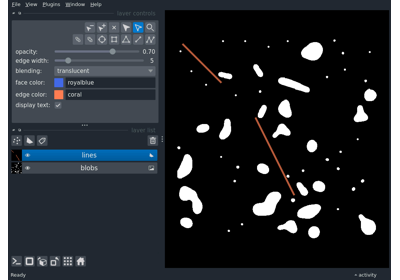 File View Plugins Window Help
layer controls
opacity: 0.70
edge width: 5
blending: translucent
face color: royalblue
edge color: coral
display text:
layer list
lines
blobs
Ready
activity